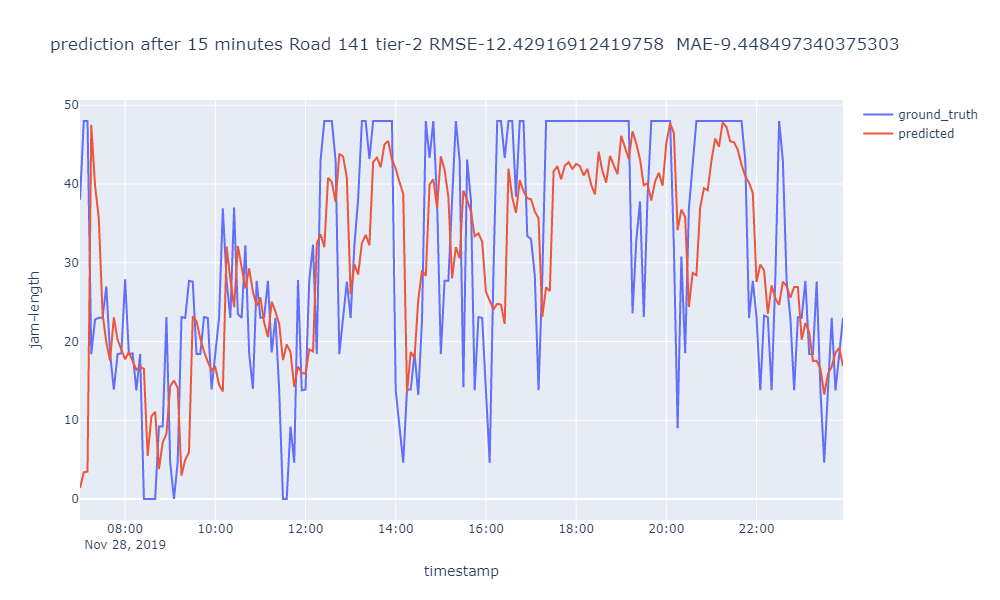 prediction after 15 minutes Road 141 tier-2 RMSE-12.42916912419758  MAE-9.448497340375303
ground_truth
predicted
jam-length
50
40
30
20
10
0
08:00 10:00 12:00 14:00 16:00 18:00 20:00 22:00
Nov 28, 2019
timestamp